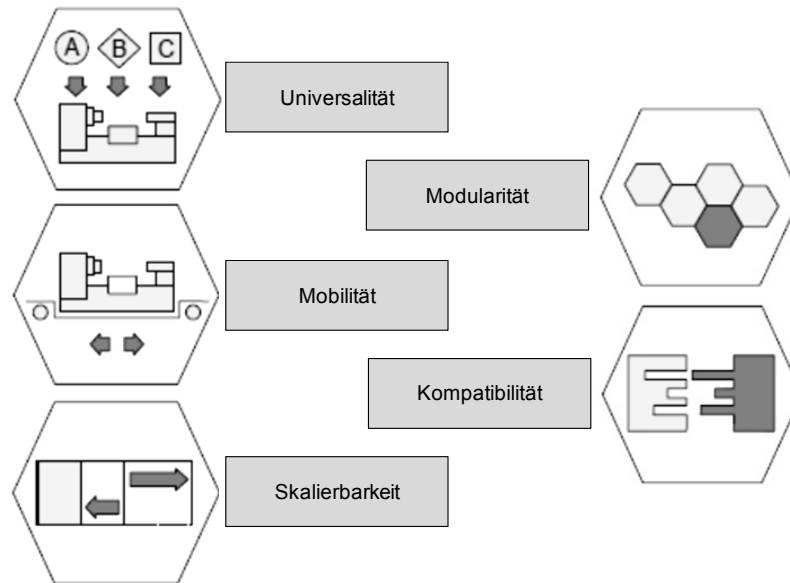 A B C
Universalität
Modularität
Mobilität
Kompatibilität
Skalierbarkeit